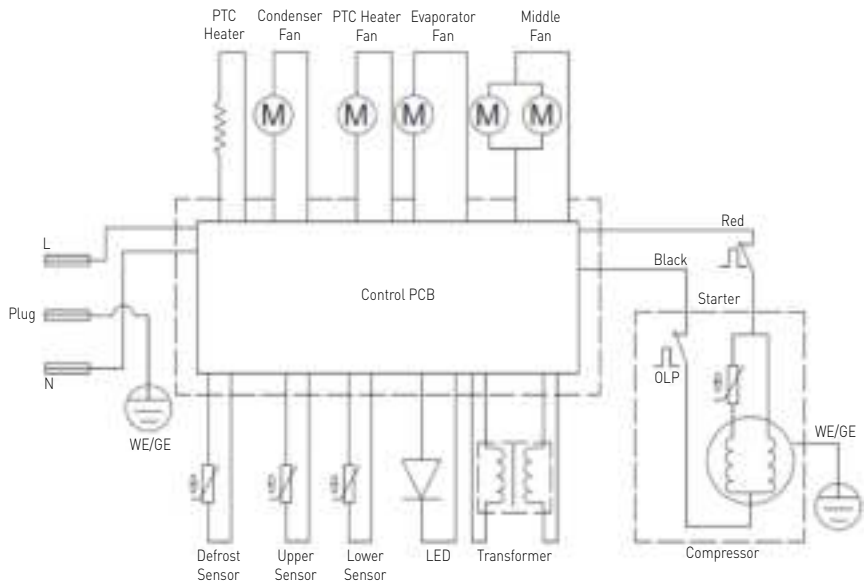 PTC
Heater
Condenser
Fan
PTC Heater
Fan
Evaporator
Fan
Middle
Fan
M
M
M
M
M
L
Plug
N
WE/GE
Control PCB
Red
Black
Starter
OLP
WE/GE
Compressor
Defrost
Sensor
Upper
Sensor
Lower
Sensor
LED
Transformer